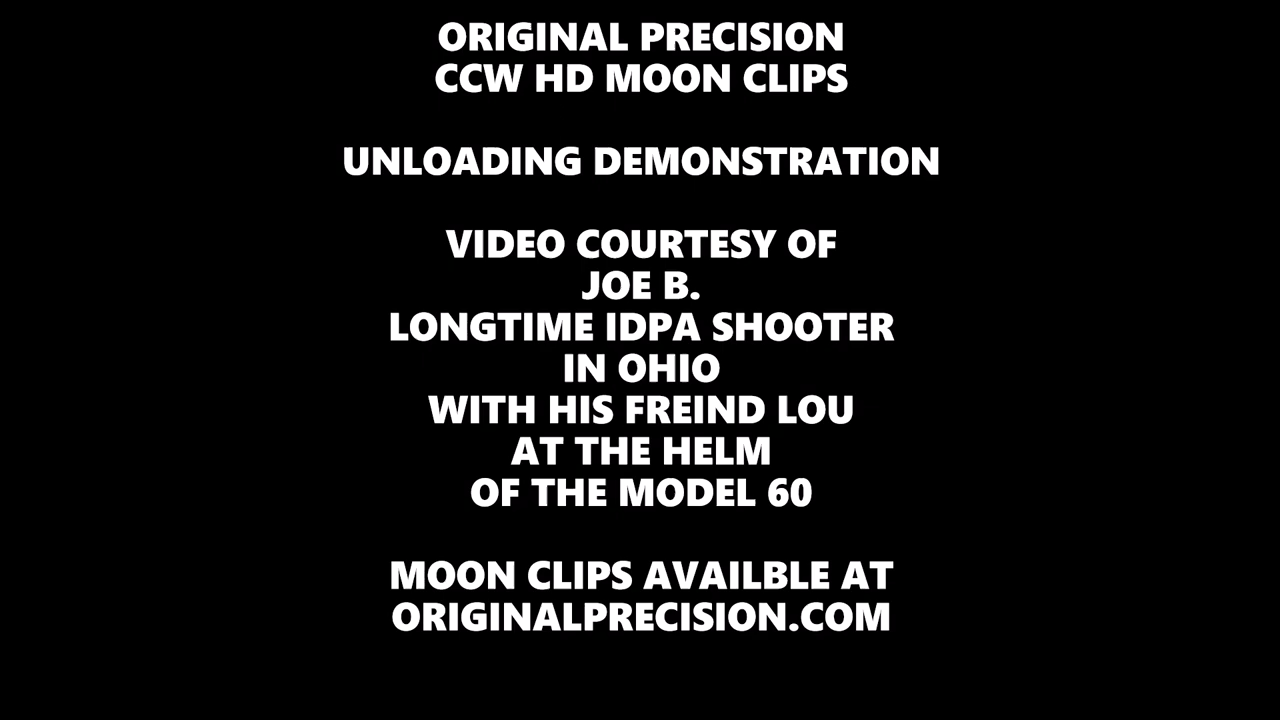 ORIGINAL PRECISION
CCW HD MOON CLIPS
UNLOADING DEMONSTRATION
VIDEO COURTESY OF
JOE B.
LONGTIME IDPA SHOOTER
IN OHIO
WITH HIS FREIND LOU
AT THE HELM
OF THE MODEL 60
MOON CLIPS AVAILBLE AT
ORIGINALPRECISION.COM